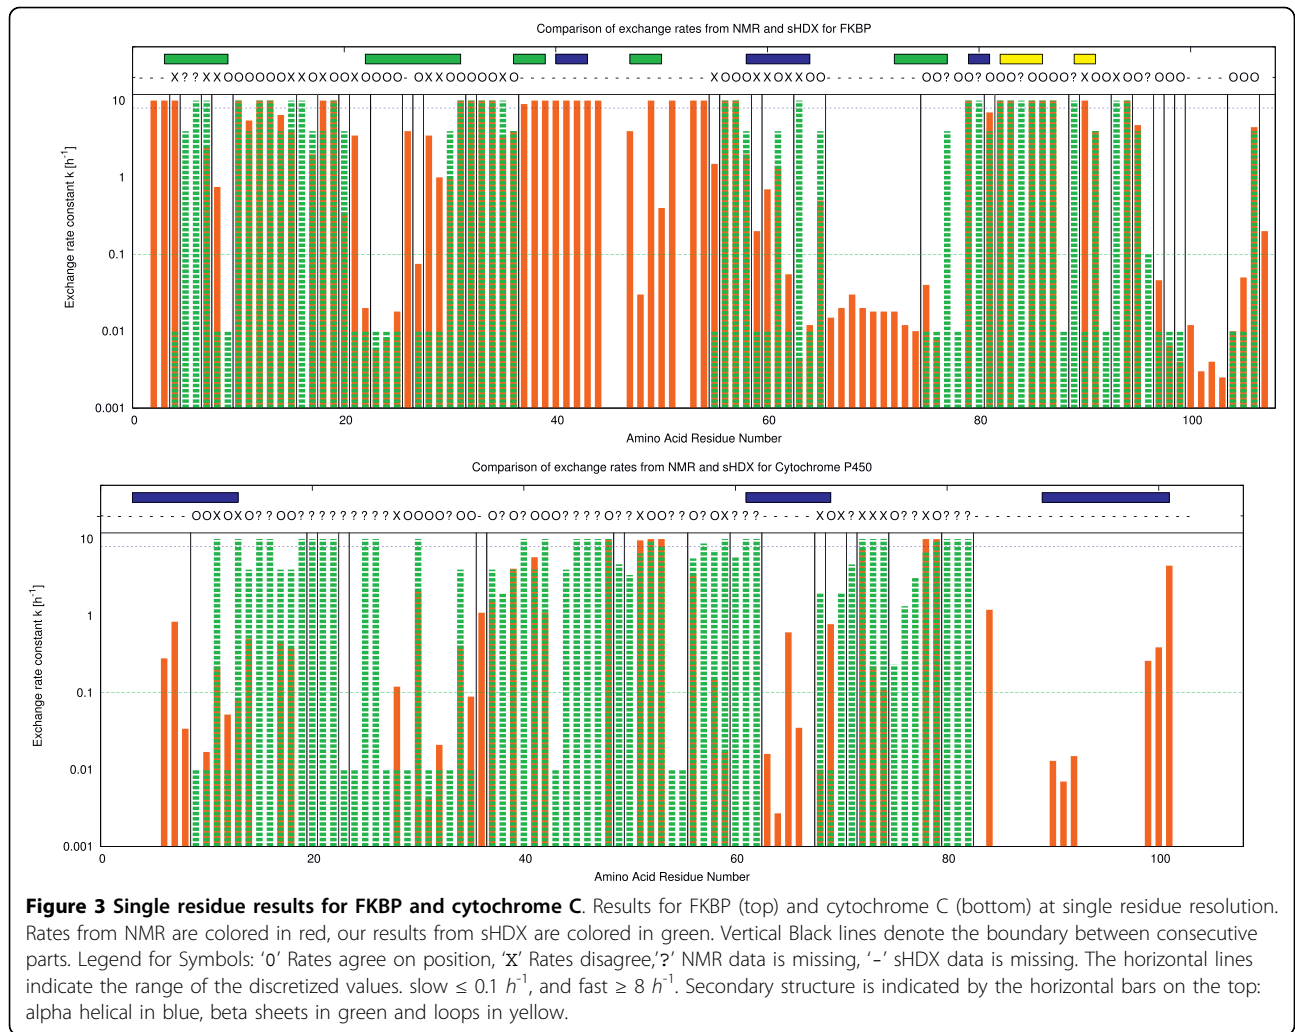 Comparison of exchange rates from NMR and sHDX for FKBP
Exchange rate constant k [h-1]
10
1
0.1
0.01
0.001
0 20 40 60 80 100
Amino Acid Residue Number
Comparison of exchange rates from NMR and sHDX for Cytochrome P450
Exchange rate constant k [h-1]
10
1
0.1
0.01
0.001
0 20 40 60 80 100
Amino Acid Residue Number
Figure 3 Single residue results for FKBP and cytochrome C. Results for FKBP (top) and cytochrome C (bottom) at single residue resolution.
Rates from NMR are colored in red, our results from sHDX are colored in green. Vertical Black lines denote the boundary between consecutive
parts. Legend for Symbols: ‘O’ Rates agree on position, ‘X’ Rates disagree,‘?’ NMR data is missing, ‘-’ sHDX data is missing. The horizontal lines
indicate the range of the discretized values. slow ≤ 0.1 h-1, and fast ≥ 8 h-1. Secondary structure is indicated by the horizontal bars on the top:
alpha helical in blue, beta sheets in green and loops in yellow.